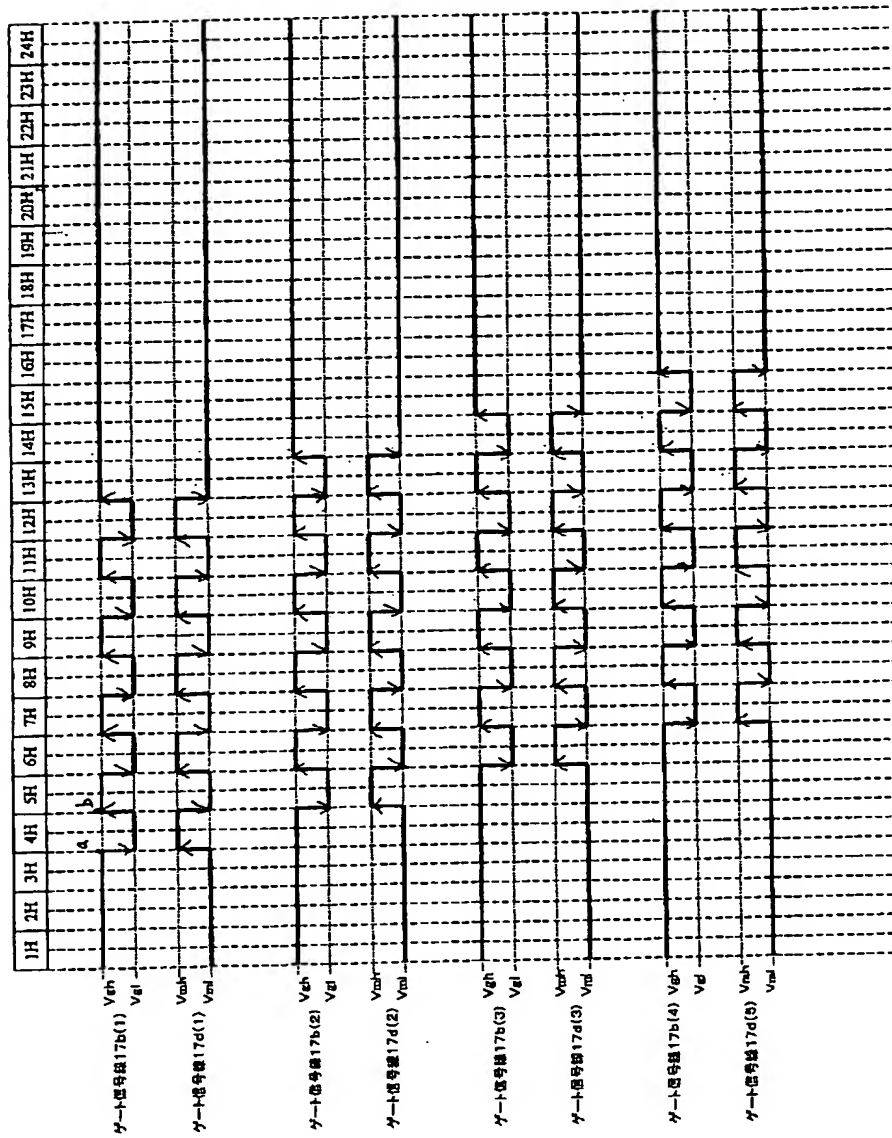 1H 2H 3H 4H 5H 6H 7H 8H 9H 10H 11H 12H 13H 14H 15H 16H 17H 18H 19H 20H 21H 22H 23H 24H
a b
Vgh
ゲート信号線17b(1)
Vgl
Vmh
ゲート信号線17d(1)
Vml
Vgh
ゲート信号線17b(2)
Vgl
Vmh
ゲート信号線17d(2)
Vml
Vgh
ゲート信号線17b(3)
Vgl
Vmh
ゲート信号線17d(3)
Vml
Vgh
ゲート信号線17b(4)
Vgl
Vmh
ゲート信号線17d(5)
Vml